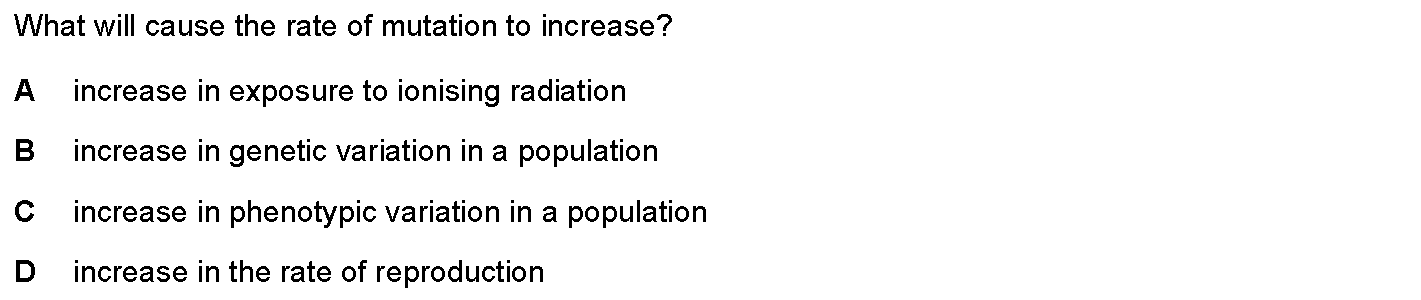 What will cause the rate of mutation to increase?
A increase in exposure to ionising radiation
B increase in genetic variation in a population
C increase in phenotypic variation in a population
D increase in the rate of reproduction